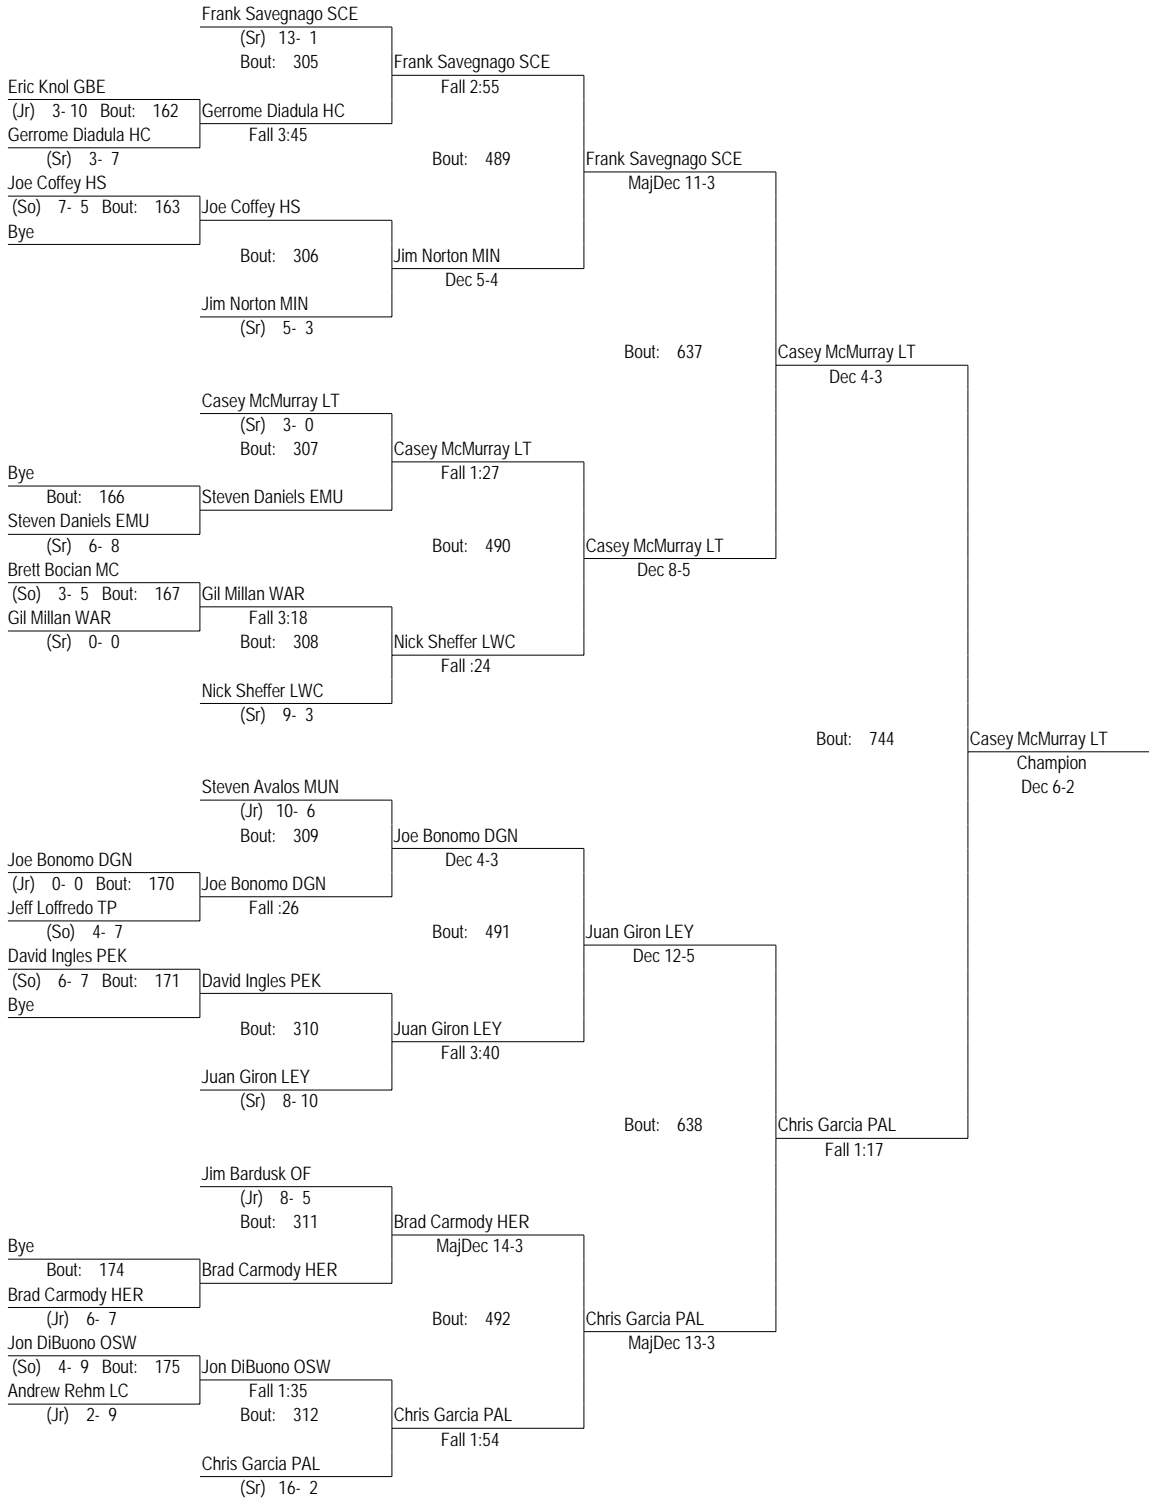 Frank Savegnago SCE
(Sr) 13- 1
Bout: 305
Frank Savegnago SCE
Fall 2:55
Eric Knol GBE
(Jr) 3- 10 Bout: 162
Gerrome Diadula HC
Gerrome Diadula HC
Fall 3:45
(Sr) 3- 7
Bout: 489
Frank Savegnago SCE
MajDec 11-3
Joe Coffey HS
(So) 7- 5 Bout: 163
Joe Coffey HS
Bye
Bout: 306
Jim Norton MIN
Dec 5-4
Jim Norton MIN
(Sr) 5- 3
Bout: 637
Casey McMurray LT
Dec 4-3
Casey McMurray LT
(Sr) 3- 0
Bout: 307
Casey McMurray LT
Fall 1:27
Bye
Bout: 166
Steven Daniels EMU
Steven Daniels EMU
(Sr) 6- 8
Bout: 490
Casey McMurray LT
Dec 8-5
Brett Bocian MC
(So) 3- 5 Bout: 167
Gil Millan WAR
Gil Millan WAR
Fall 3:18
(Sr) 0- 0
Bout: 308
Nick Sheffer LWC
Fall :24
Nick Sheffer LWC
(Sr) 9- 3
Bout: 744
Casey McMurray LT
Champion
Dec 6-2
Steven Avalos MUN
(Jr) 10- 6
Bout: 309
Joe Bonomo DGN
Dec 4-3
Joe Bonomo DGN
(Jr) 0- 0 Bout: 170
Joe Bonomo DGN
Jeff Loffredo TP
Fall :26
(So) 4- 7
Bout: 491
Juan Giron LEY
Dec 12-5
David Ingles PEK
(So) 6- 7 Bout: 171
David Ingles PEK
Bye
Bout: 310
Juan Giron LEY
Fall 3:40
Juan Giron LEY
(Sr) 8- 10
Bout: 638
Chris Garcia PAL
Fall 1:17
Jim Bardusk OF
(Jr) 8- 5
Bout: 311
Brad Carmody HER
MajDec 14-3
Bye
Bout: 174
Brad Carmody HER
Brad Carmody HER
(Jr) 6- 7
Bout: 492
Chris Garcia PAL
MajDec 13-3
Jon DiBuono OSW
(So) 4- 9 Bout: 175
Jon DiBuono OSW
Andrew Rehm LC
Fall 1:35
(Jr) 2- 9
Bout: 312
Chris Garcia PAL
Fall 1:54
Chris Garcia PAL
(Sr) 16- 2